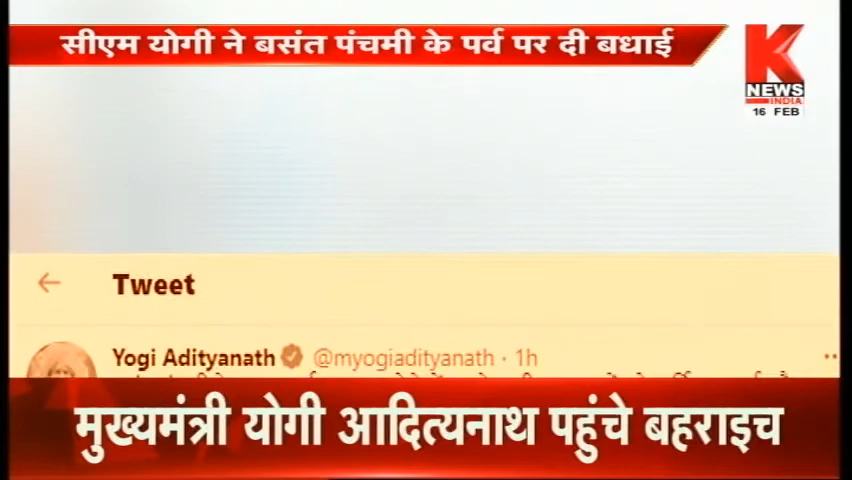 सीएम योगी ने बसंत पंचमी के पर्व पर दी बधाई
K
NEWS
INDIA
16 FEB
Tweet
Yogi Adityanath @myogiadityanath · 1h
मुख्यमंत्री योगी आदित्यनाथ पहुंचे बहराइच